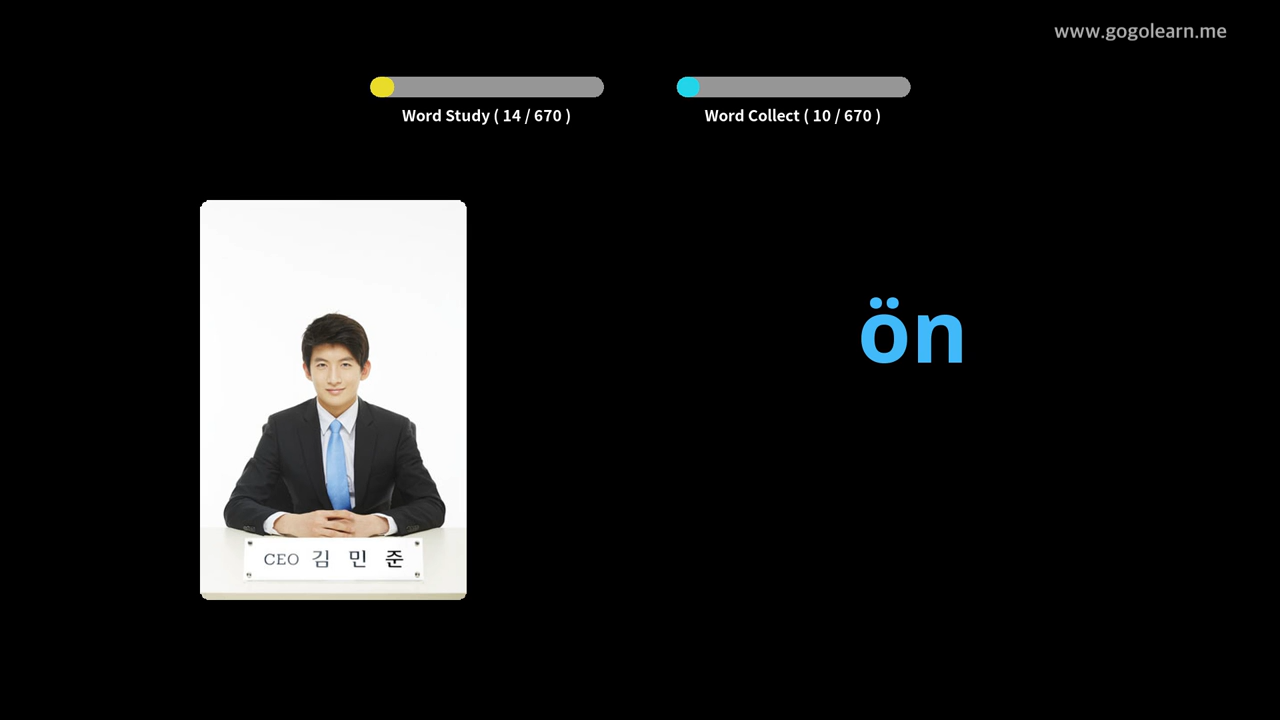 www.gogolearn.me
Word Study ( 14 / 670 )
Word Collect ( 10 / 670 )
ön
CEO 김 민 준